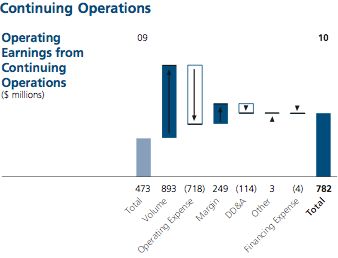 Continuing Operations
Operating
Earnings from
Continuing
Operations
($ millions)
09
10
473 893 (718) 249 (114) 3 (4) 782
Total
Volume
Operating Expense
Margin
DD&A
Other
Financing Expense
Total